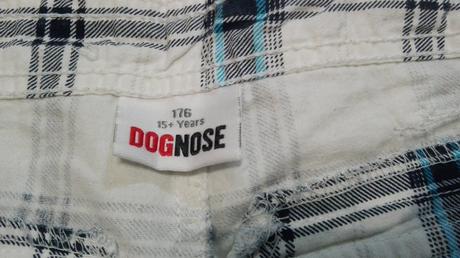 176
15+ Years
DOGNOSE